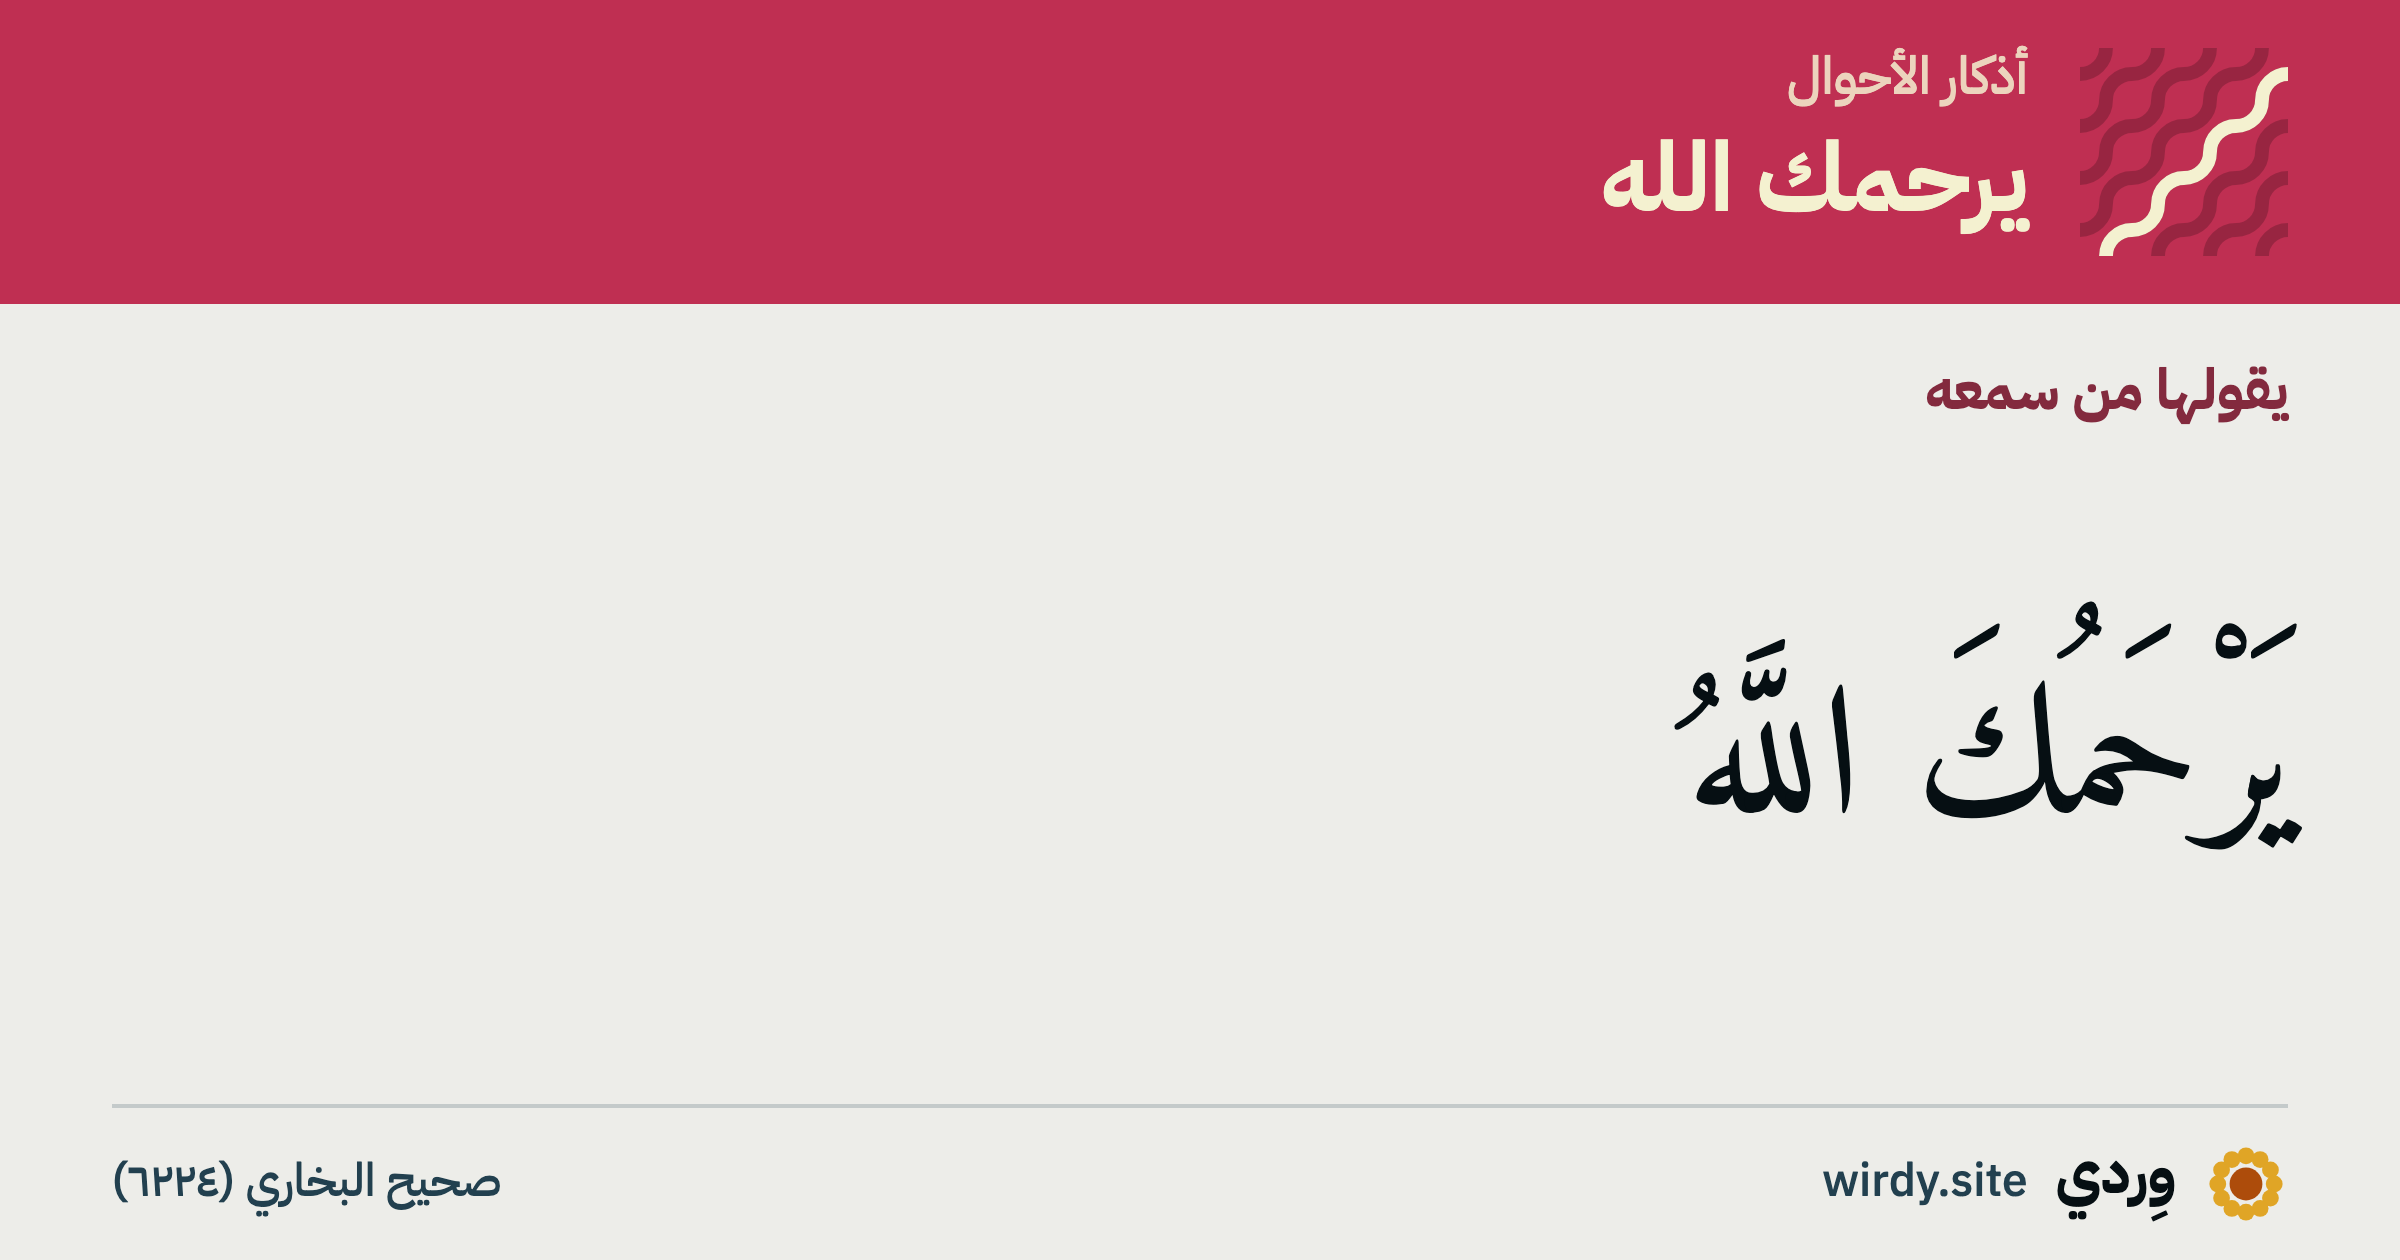 أذكار الأحوال
يرحمك الله
يقولها من سمعه
يَرْحَمُكَ اللَّهُ
وِردي wirdy.site
صحيح البخاري (٦٢٢٤)